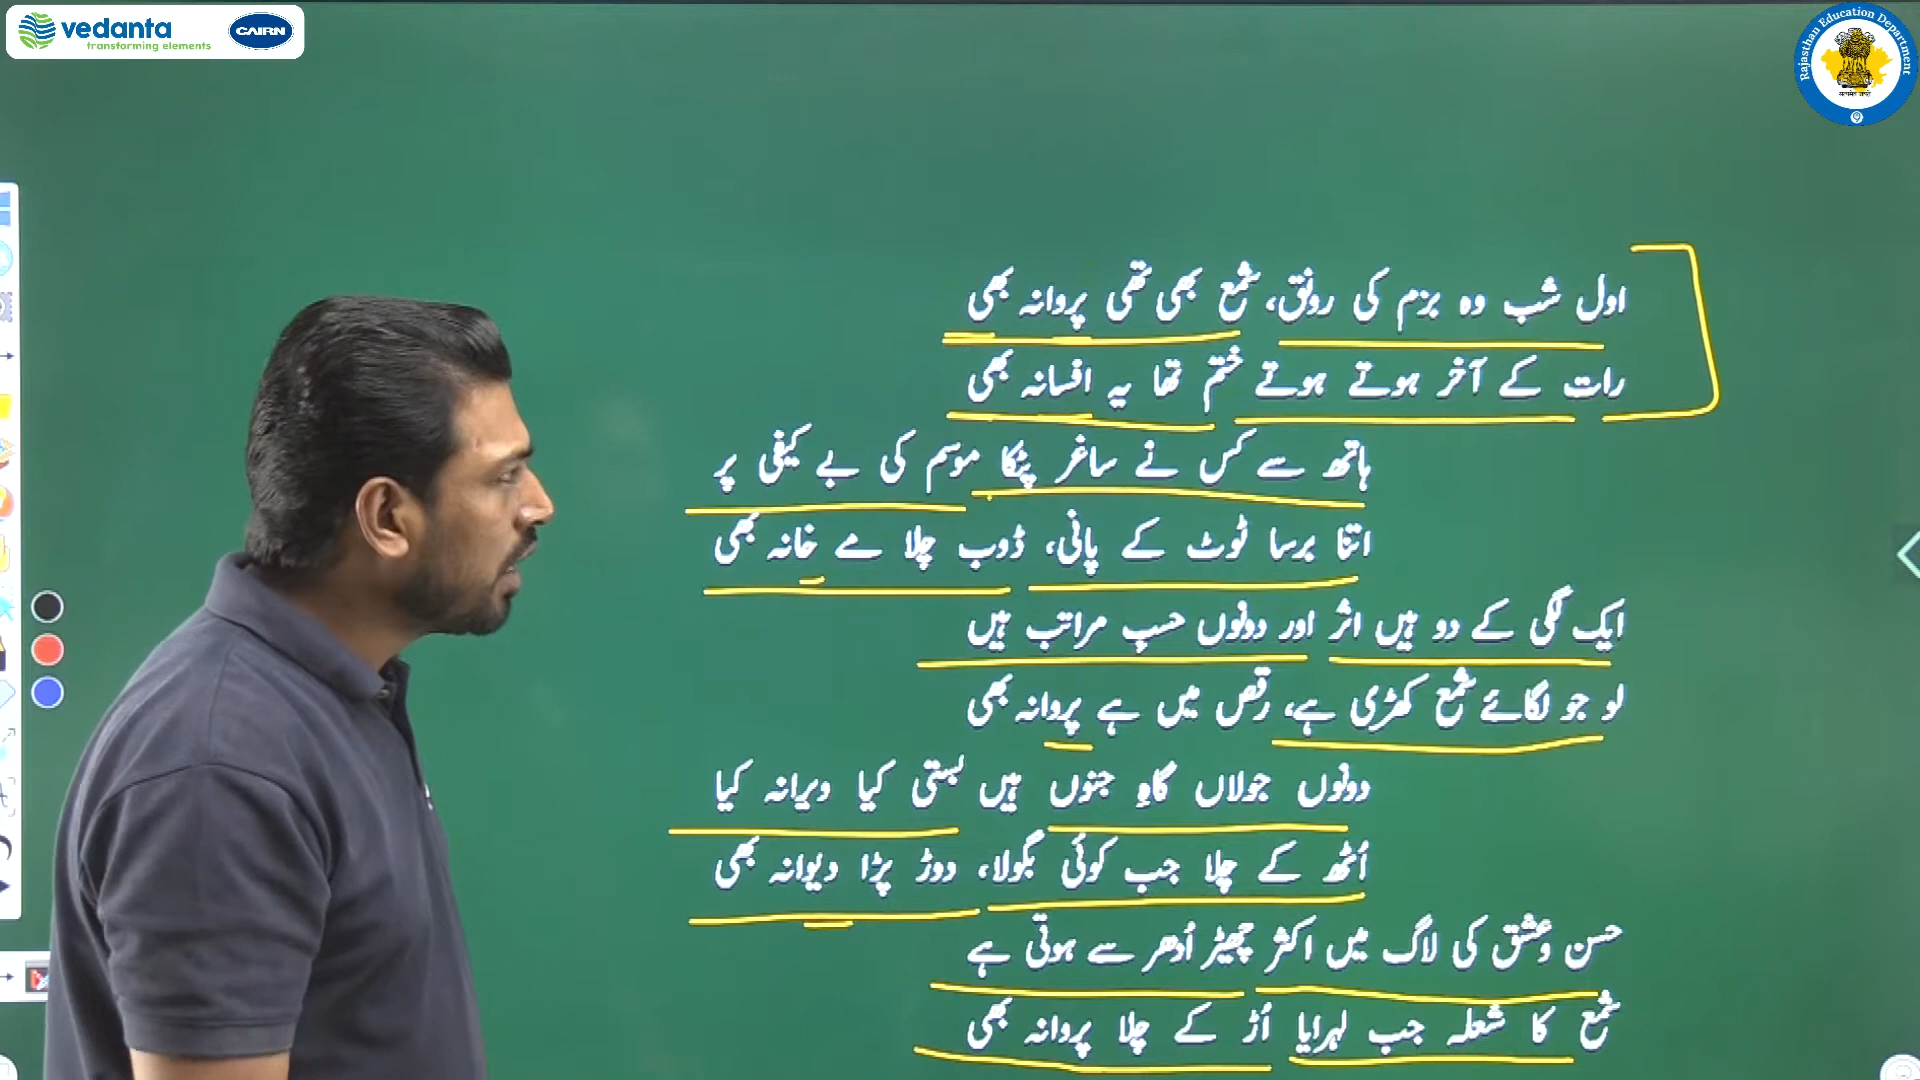 vedanta
transforming elements
CAIRN
Rajasthan Education Department
اول شب وہ بزم کی رونق، شمع بھی تھی پروانہ بھی
رات کے آخر ہوتے ہوتے ختم تھا یہ افسانہ بھی
ہاتھ سے کس نے ساغر پٹکا موسم کی بے کیفی پر
اتنا برسا ٹوٹ کے پانی، ڈوب چلا مے خانہ بھی
ایک لگی کے دو ہیں اثر اور دونوں حسبِ مراتب ہیں
لو جو لگائے شمع کھڑی ہے، رقص میں ہے پروانہ بھی
دونوں جولاں گاہِ جنوں ہیں بستی کیا ویرانہ کیا
اُٹھ کے چلا جب کوئی بگولا، دوڑ پڑا دیوانہ بھی
حسن و عشق کی لاگ میں اکثر چھیڑ اُدھر سے ہوتی ہے
شمع کا شعلہ جب لہرایا اُڑ کے چلا پروانہ بھی